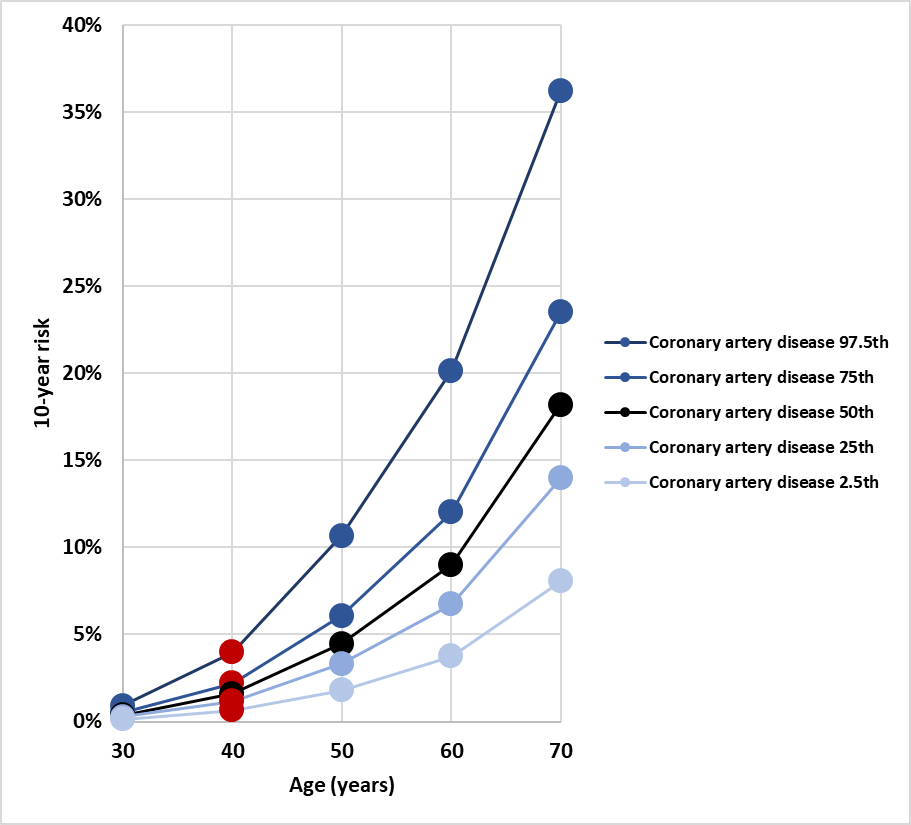 40%
35%
30%
25%
20%
15%
10%
5%
0%
10-year risk
30 40 50 60 70
Age (years)
Coronary artery disease 97.5th
Coronary artery disease 75th
Coronary artery disease 50th
Coronary artery disease 25th
Coronary artery disease 2.5th